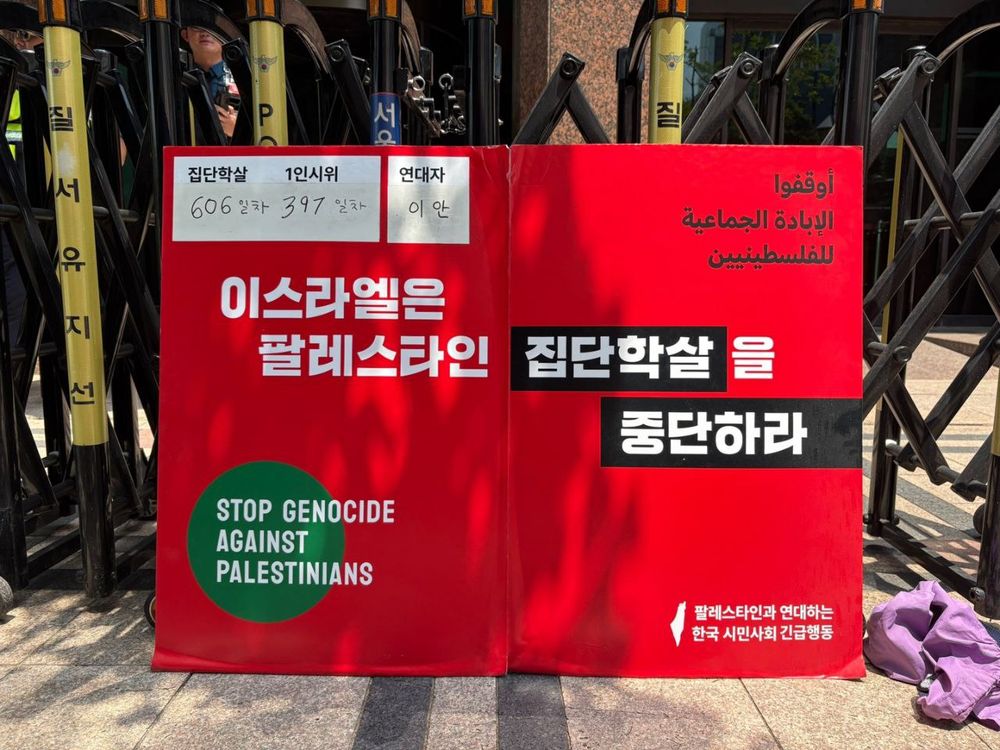 질서유지선
PO
서울
질
집단학살 1인시위
606일차 397일차
연대자
이안
أوقفوا
الإبادة الجماعية
للفلسطينيين
이스라엘은
팔레스타인 집단학살을
중단하라
STOP GENOCIDE
AGAINST
PALESTINIANS
팔레스타인과 연대하는
한국 시민사회 긴급행동